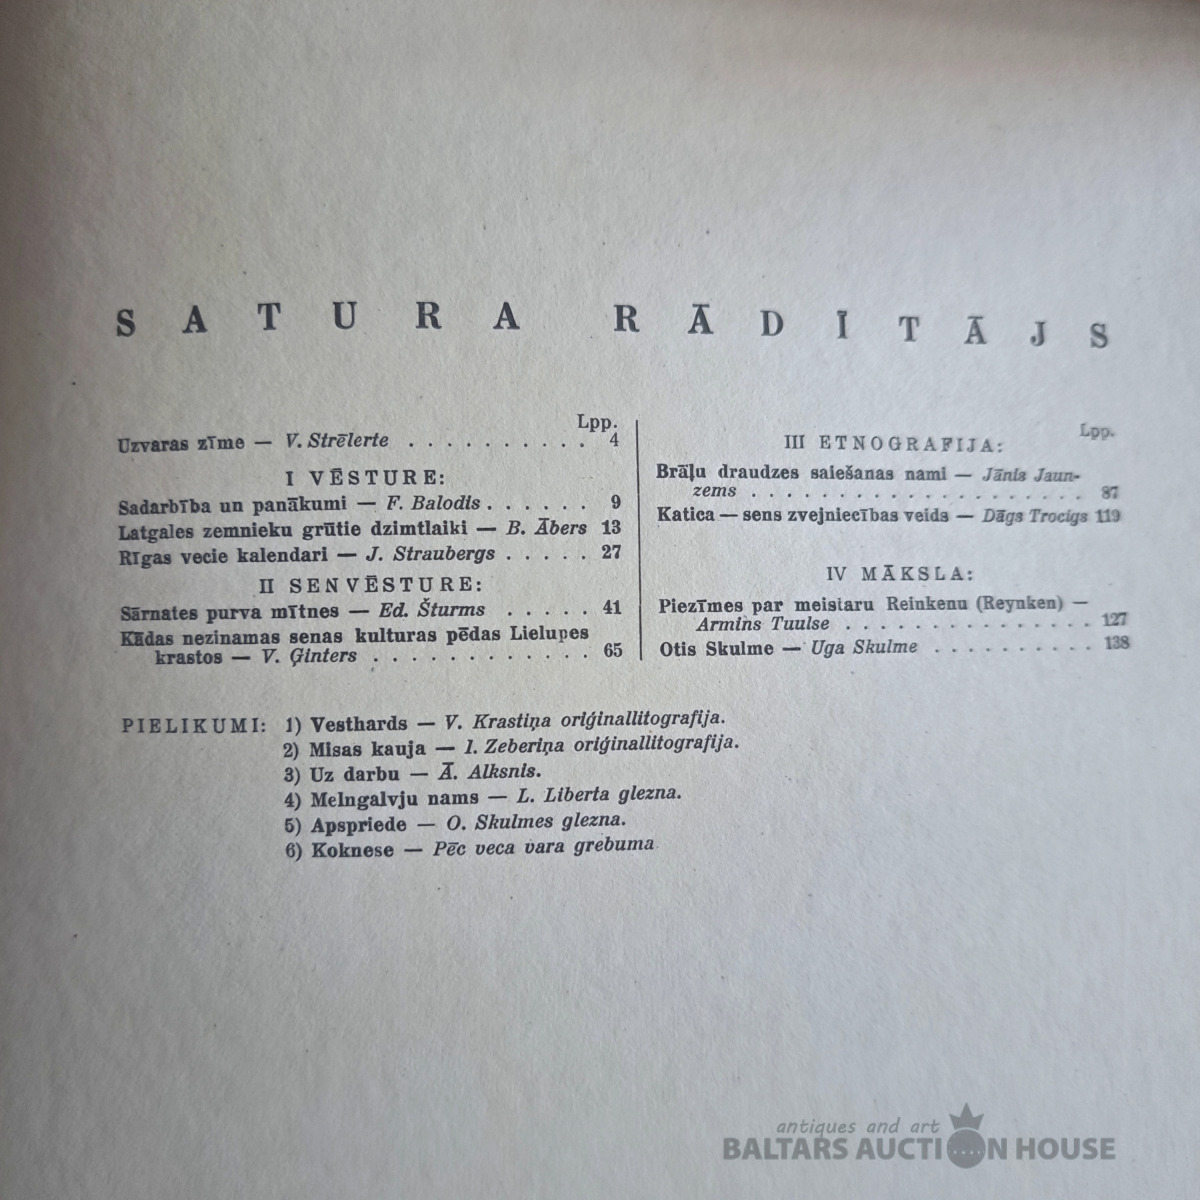 SATURA RĀDĪTĀJS
Lpp.
Uzvaras zīme — V. Strēlerte . . . . . . . . . . 4
I VĒSTURE:
Sadarbība un panākumi — F. Balodis . . . . . . 9
Latgales zemnieku grūtie dzimtlaiki — B. Ābers 13
Rīgas vecie kalendari — J. Straubergs . . . . . 27
II SENVĒSTURE:
Sārnates purva mītnes — Ed. Šturms . . . . . 41
Kādas nezinamas senas kulturas pēdas Lielupes
krastos — V. Ģinters . . . . . . . . . . . . 65
Lpp.
III ETNOGRAFIJA:
Brāļu draudzes saiešanas nami — Jānis Jaun-
zems . . . . . . . . . . . . . . . . . . . 87
Katica — sens zvejniecības veids — Dāgs Trocigs 119
IV MĀKSLA:
Piezīmes par meistaru Reinkenu (Reynken) —
Armins Tuulse . . . . . . . . . . . . . . 127
Otis Skulme — Uga Skulme . . . . . . . . . 138
PIELIKUMI: 1) Vesthards — V. Krastiņa oriģinallitografija.
2) Misas kauja — I. Zeberiņa oriģinallitografija.
3) Uz darbu — Ā. Alksnis.
4) Melngalvju nams — L. Liberta glezna.
5) Apspriede — O. Skulmes glezna.
6) Koknese — Pēc veca vara grebuma
antiques and art
BALTARS AUCTION HOUSE